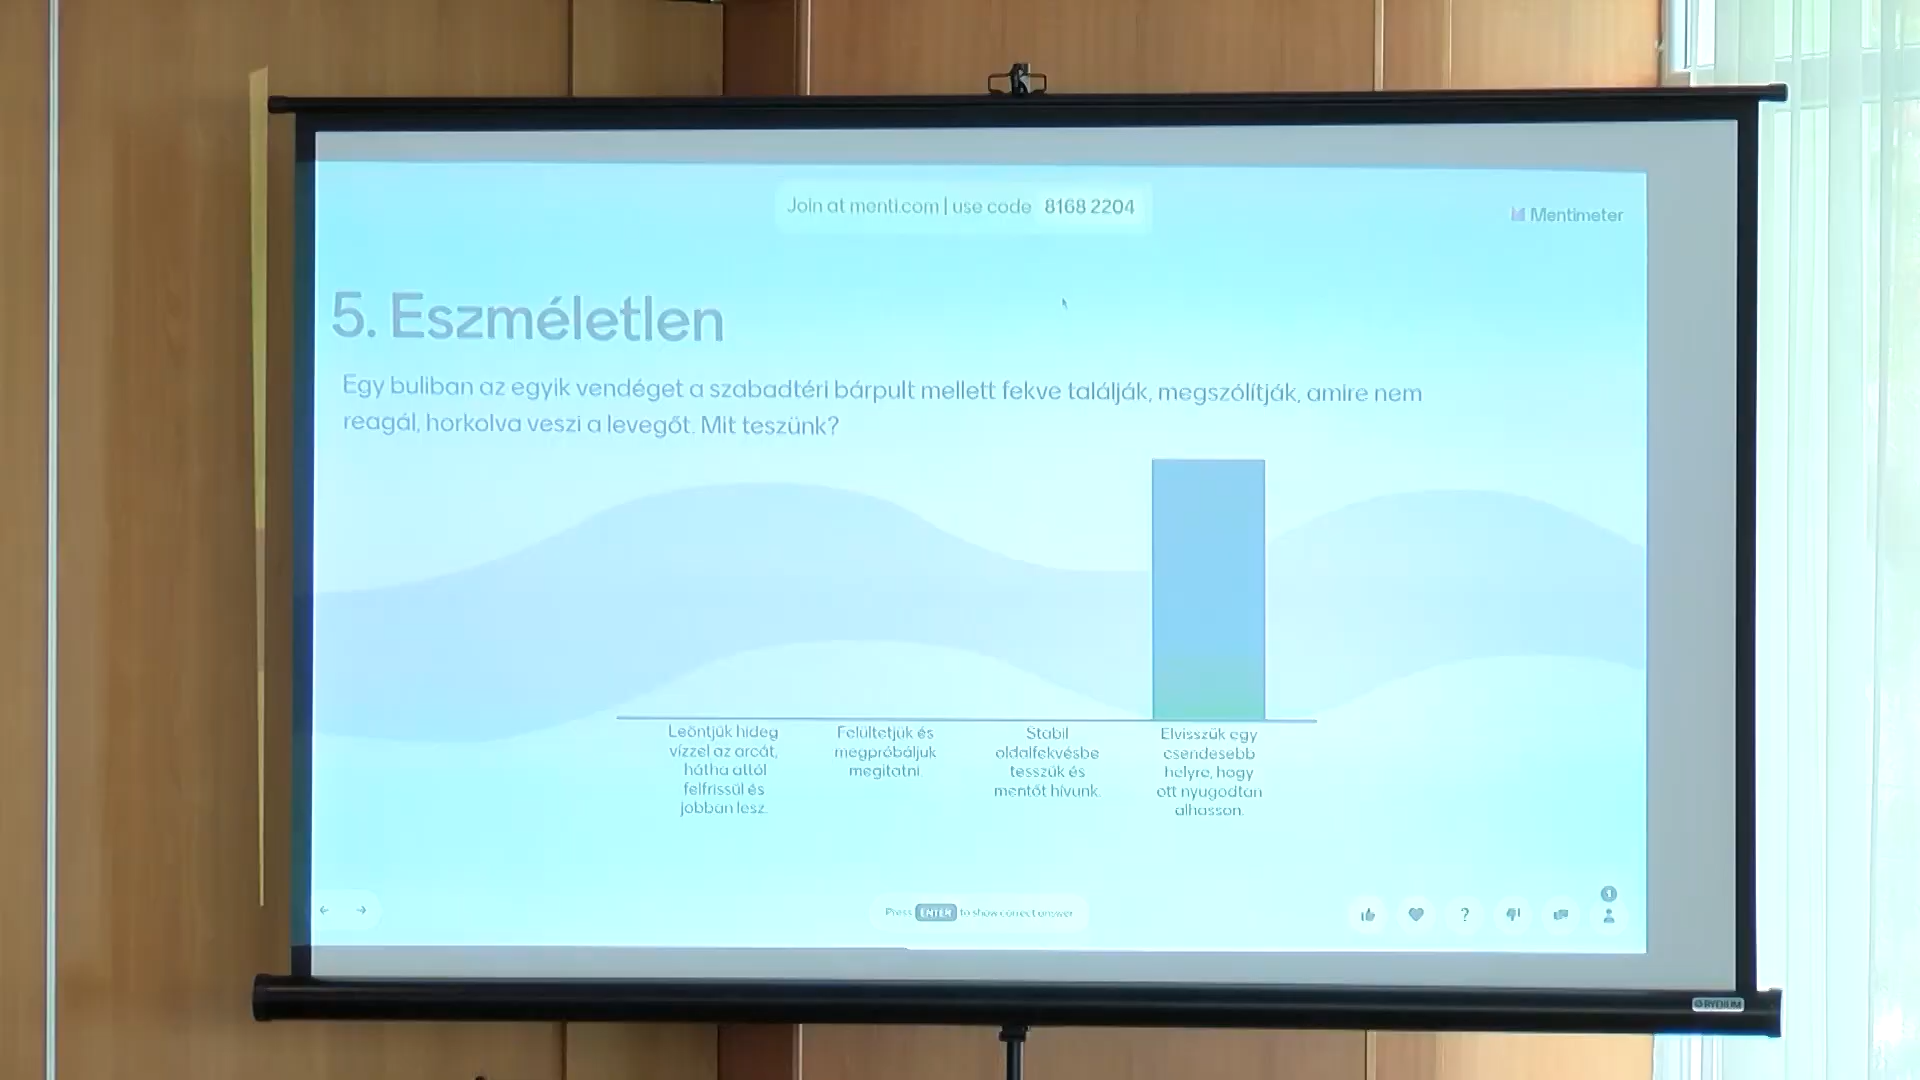 Join at menti.com | use code 8168 2204
Mentimeter
5. Eszméletlen
Egy buliban az egyik vendéget a szabadtéri bárpult mellett fekve találják, megszólítják, amire nem
reagál, horkolva veszi a levegőt. Mit teszünk?
Leöntjük hideg
vízzel az arcát,
hátha attól
felfrissül és
jobban lesz.
Felültetjük és
megpróbáljuk
megitatni.
Stabil
oldalfekvésbe
tesszük és
mentőt hívunk.
Elvisszük egy
csendesebb
helyre, hogy
ott nyugodtan
alhasson.
Press ENTER to show correct answer
?
1